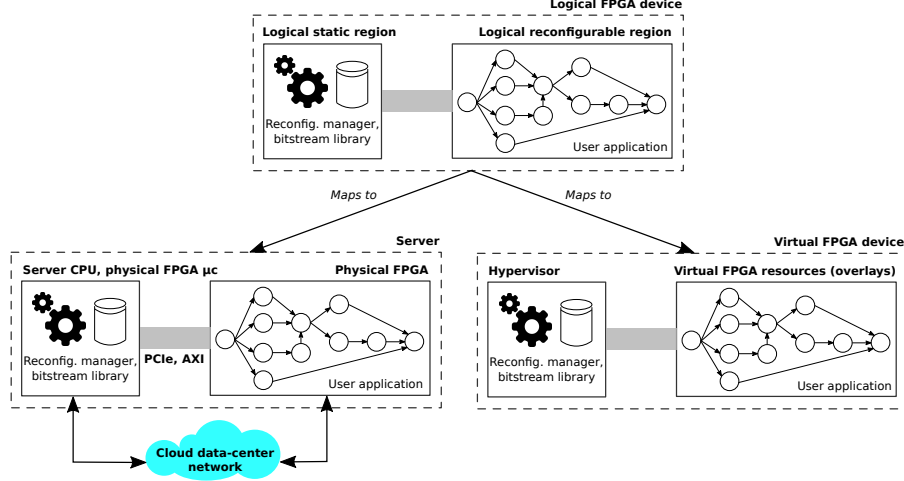 Logical FPGA device
Logical static region
Logical reconfigurable region
Reconfig. manager,
bitstream library
User application
Maps to
Maps to
Server
Virtual FPGA device
Server CPU, physical FPGA µc
Physical FPGA
Reconfig. manager,
bitstream library
PCIe, AXI
User application
Hypervisor
Virtual FPGA resources (overlays)
Reconfig. manager,
bitstream library
User application
Cloud data-center
network